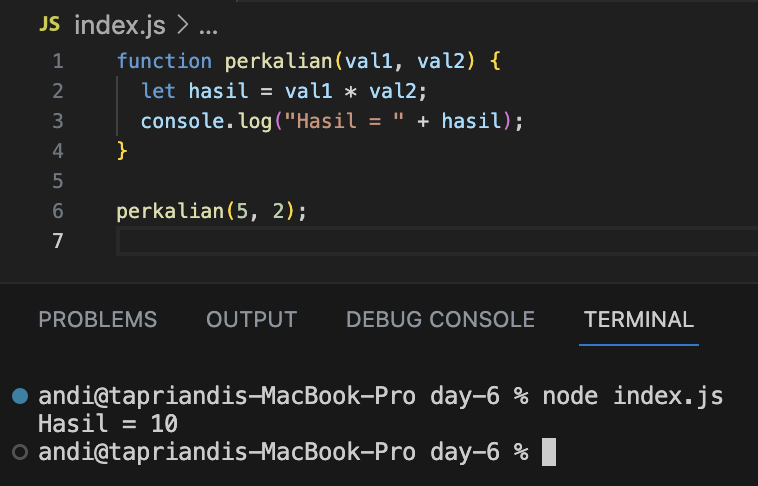 JS index.js > ...
1 function perkalian(val1, val2) {
2 let hasil = val1 * val2;
3 console.log("Hasil = " + hasil);
4 }
5
6 perkalian(5, 2);
7
PROBLEMS OUTPUT DEBUG CONSOLE TERMINAL
andi@tapriandis-MacBook-Pro day-6 % node index.js
Hasil = 10
andi@tapriandis-MacBook-Pro day-6 %